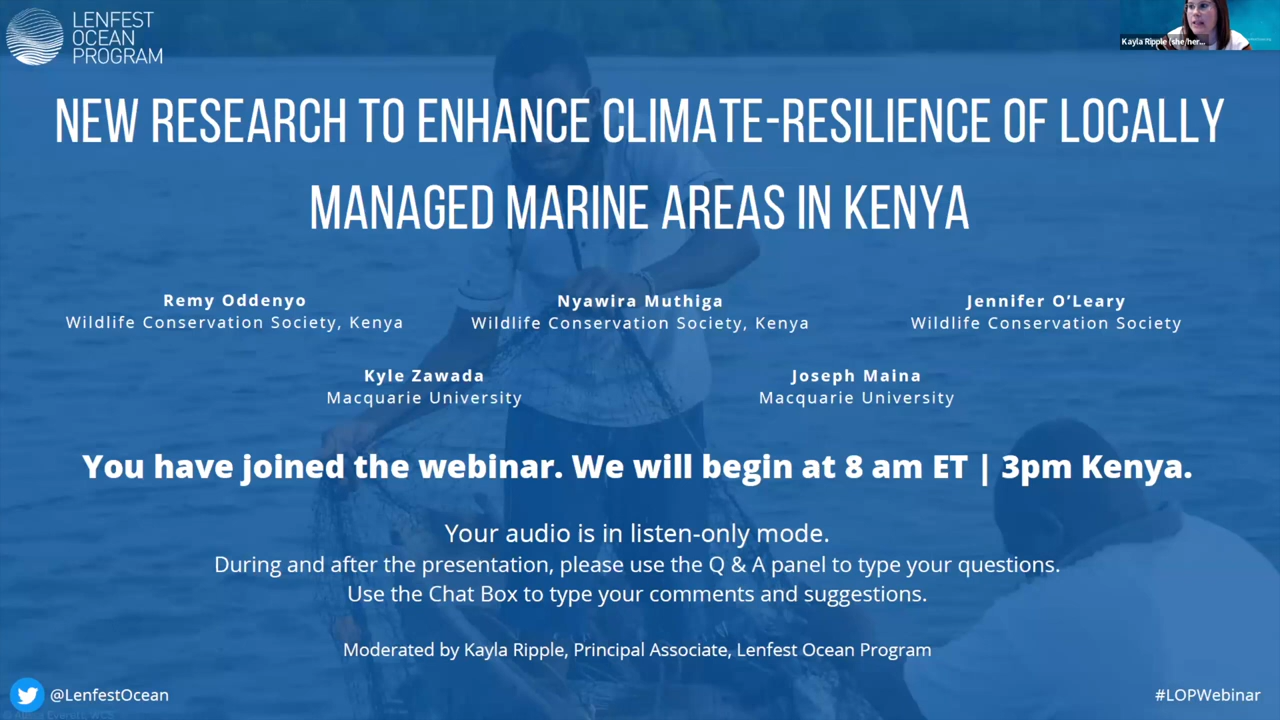 LENFEST
OCEAN
PROGRAM
Kayla Ripple (she/her...
NEW RESEARCH TO ENHANCE CLIMATE-RESILIENCE OF LOCALLY
MANAGED MARINE AREAS IN KENYA
Remy Oddenyo
Wildlife Conservation Society, Kenya
Nyawira Muthiga
Wildlife Conservation Society, Kenya
Jennifer O’Leary
Wildlife Conservation Society
Kyle Zawada
Macquarie University
Joseph Maina
Macquarie University
You have joined the webinar. We will begin at 8 am ET | 3pm Kenya.
Your audio is in listen-only mode.
During and after the presentation, please use the Q & A panel to type your questions.
Use the Chat Box to type your comments and suggestions.
Moderated by Kayla Ripple, Principal Associate, Lenfest Ocean Program
@LenfestOcean
#LOPWebinar